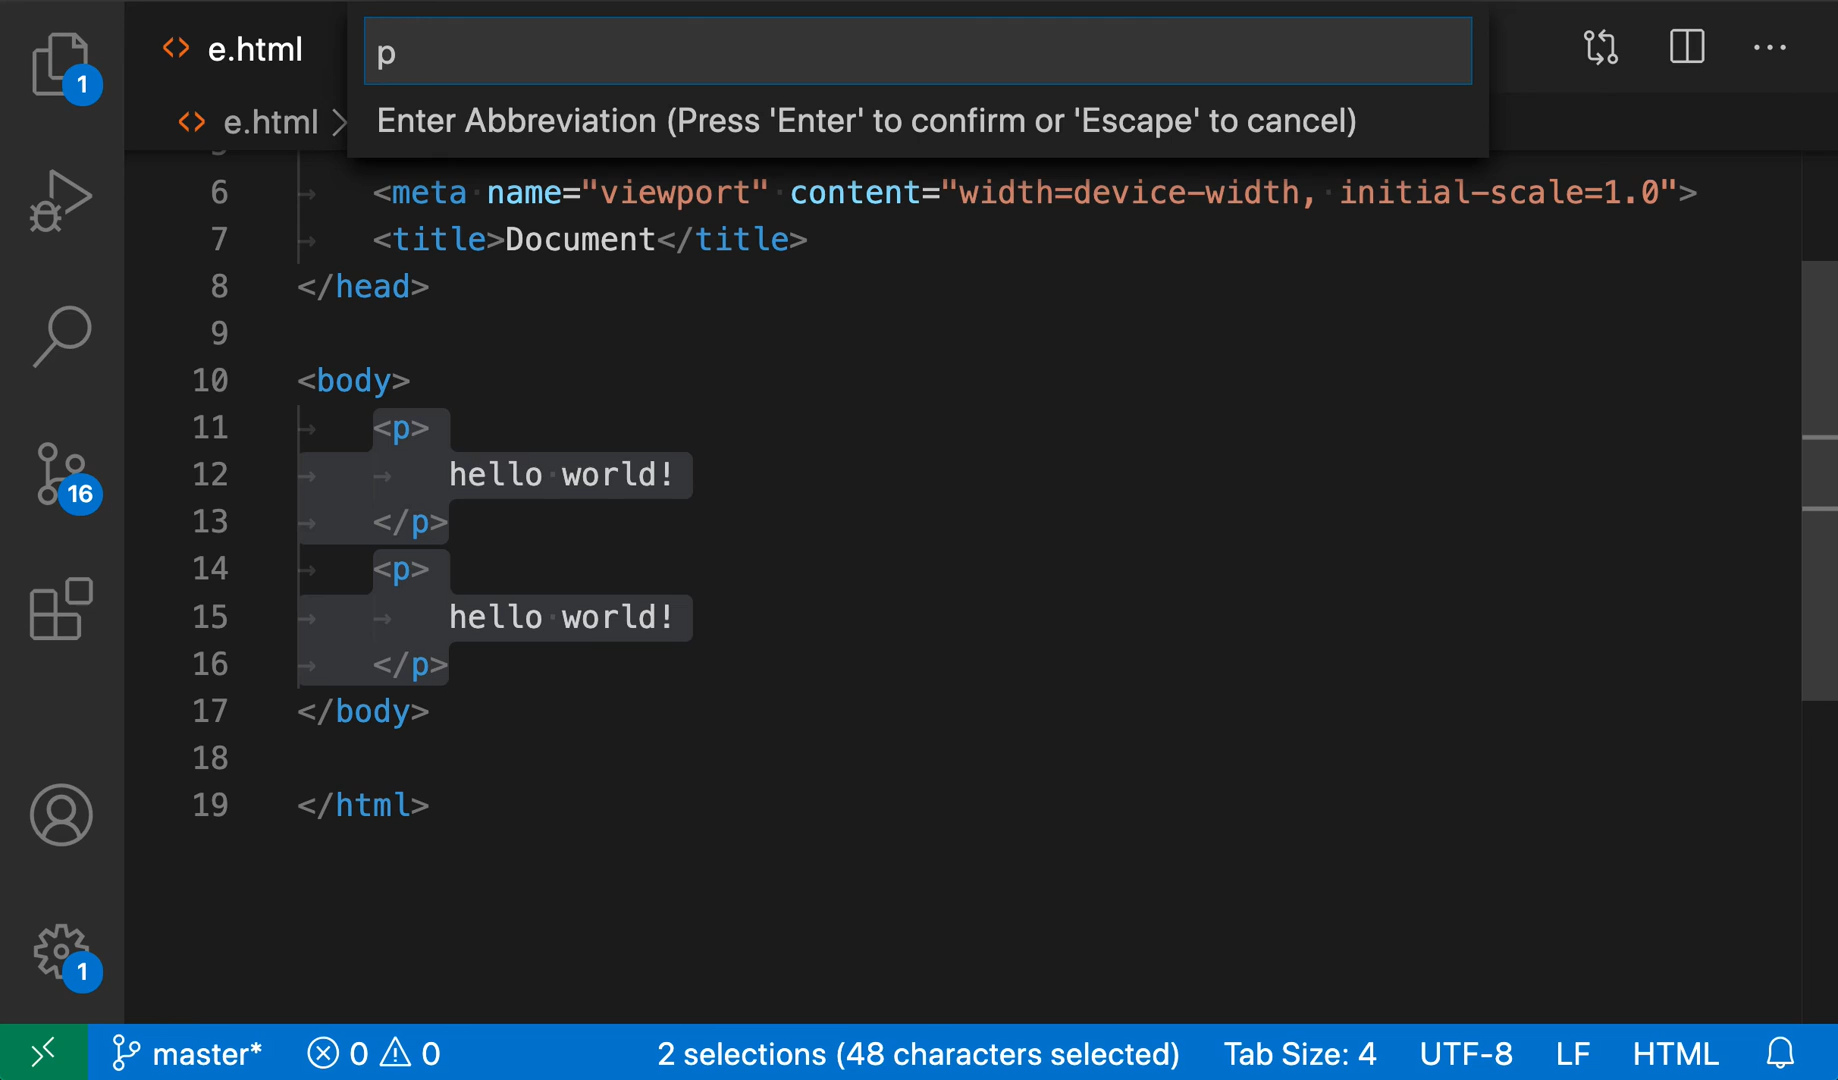 e.html
p
e.html
Enter Abbreviation (Press 'Enter' to confirm or 'Escape' to cancel)
1
6 <meta name="viewport" content="width=device-width, initial-scale=1.0">
7 <title>Document</title>
8 </head>
9
10 <body>
11 <p>
12 hello world!
13 </p>
14 <p>
15 hello world!
16 </p>
17 </body>
18
19 </html>
16
1
master* 0 0 2 selections (48 characters selected) Tab Size: 4 UTF-8 LF HTML